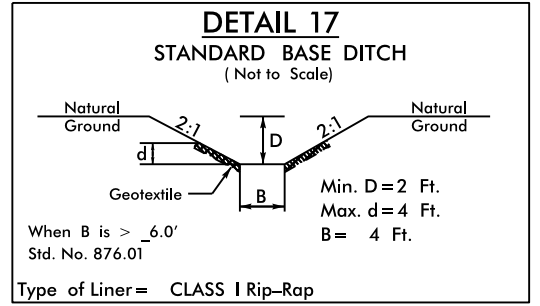 DETAIL 17
STANDARD BASE DITCH
( Not to Scale)
Natural
Ground
2:1
D
2:1
Natural
Ground
d
Geotextile
B
Min. D=2 Ft.
Max. d=4 Ft.
B= 4 Ft.
When B is > _6.0'
Std. No. 876.01
Type of Liner= CLASS I Rip-Rap